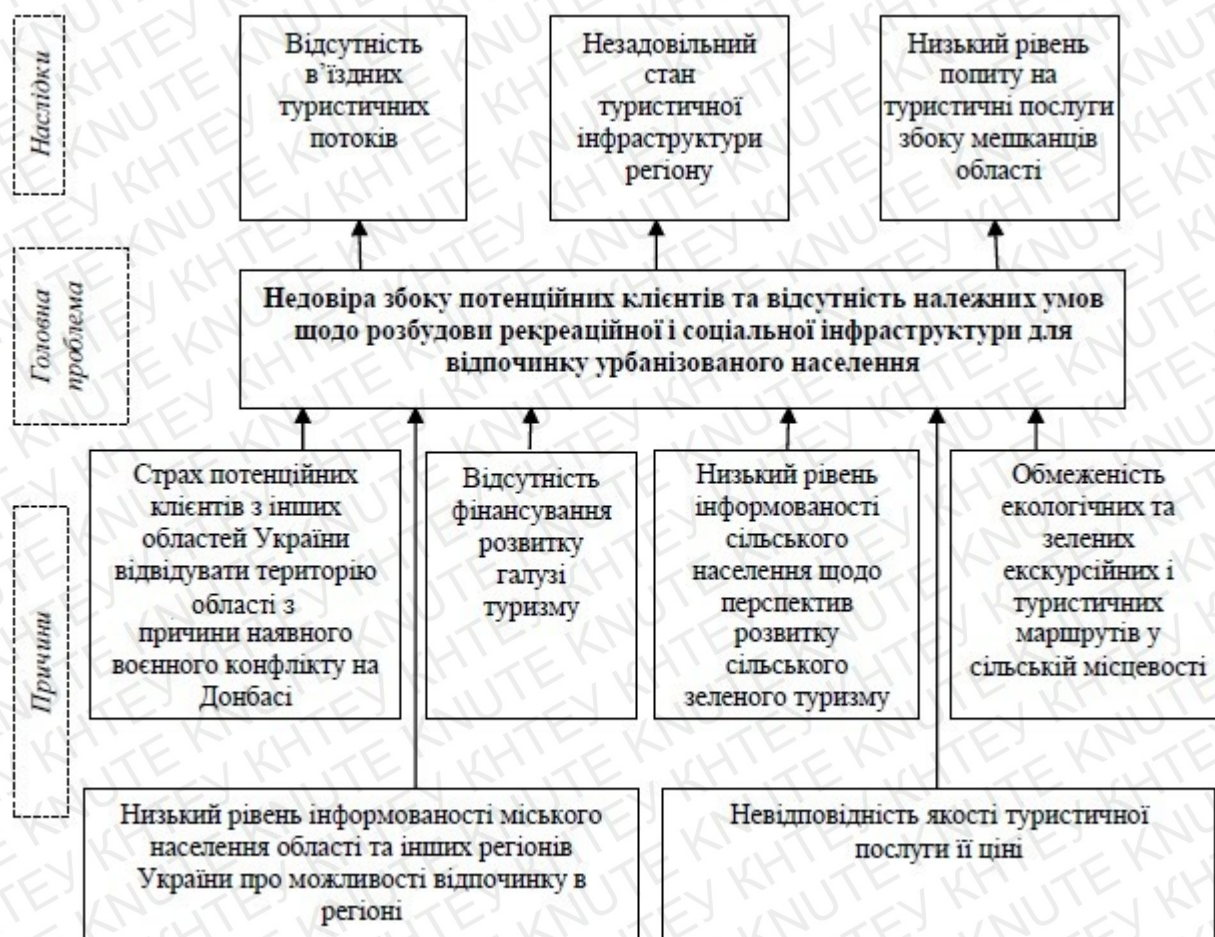 Наслідки
Відсутність
в’їздних
туристичних
потоків
Незадовільний
стан
туристичної
інфраструктури
регіону
Низький рівень
попиту на
туристичні послуги
збоку мешканців
області
Головна
проблема
Недовіра збоку потенційних клієнтів та відсутність належних умов
щодо розбудови рекреаційної і соціальної інфраструктури для
відпочинку урбанізованого населення
Причини
Страх потенційних
клієнтів з інших
областей України
відвідувати територію
області з
причини наявного
воєнного конфлікту на
Донбасі
Відсутність
фінансування
розвитку
галузі
туризму
Низький рівень
інформованості
сільського
населення щодо
перспектив
розвитку
сільського
зеленого туризму
Обмеженість
екологічних та
зелених
екскурсійних і
туристичних
маршрутів у
сільській місцевості
Низький рівень інформованості міського
населення області та інших регіонів
України про можливості відпочинку в
регіоні
Невідповідність якості туристичної
послуги її ціні